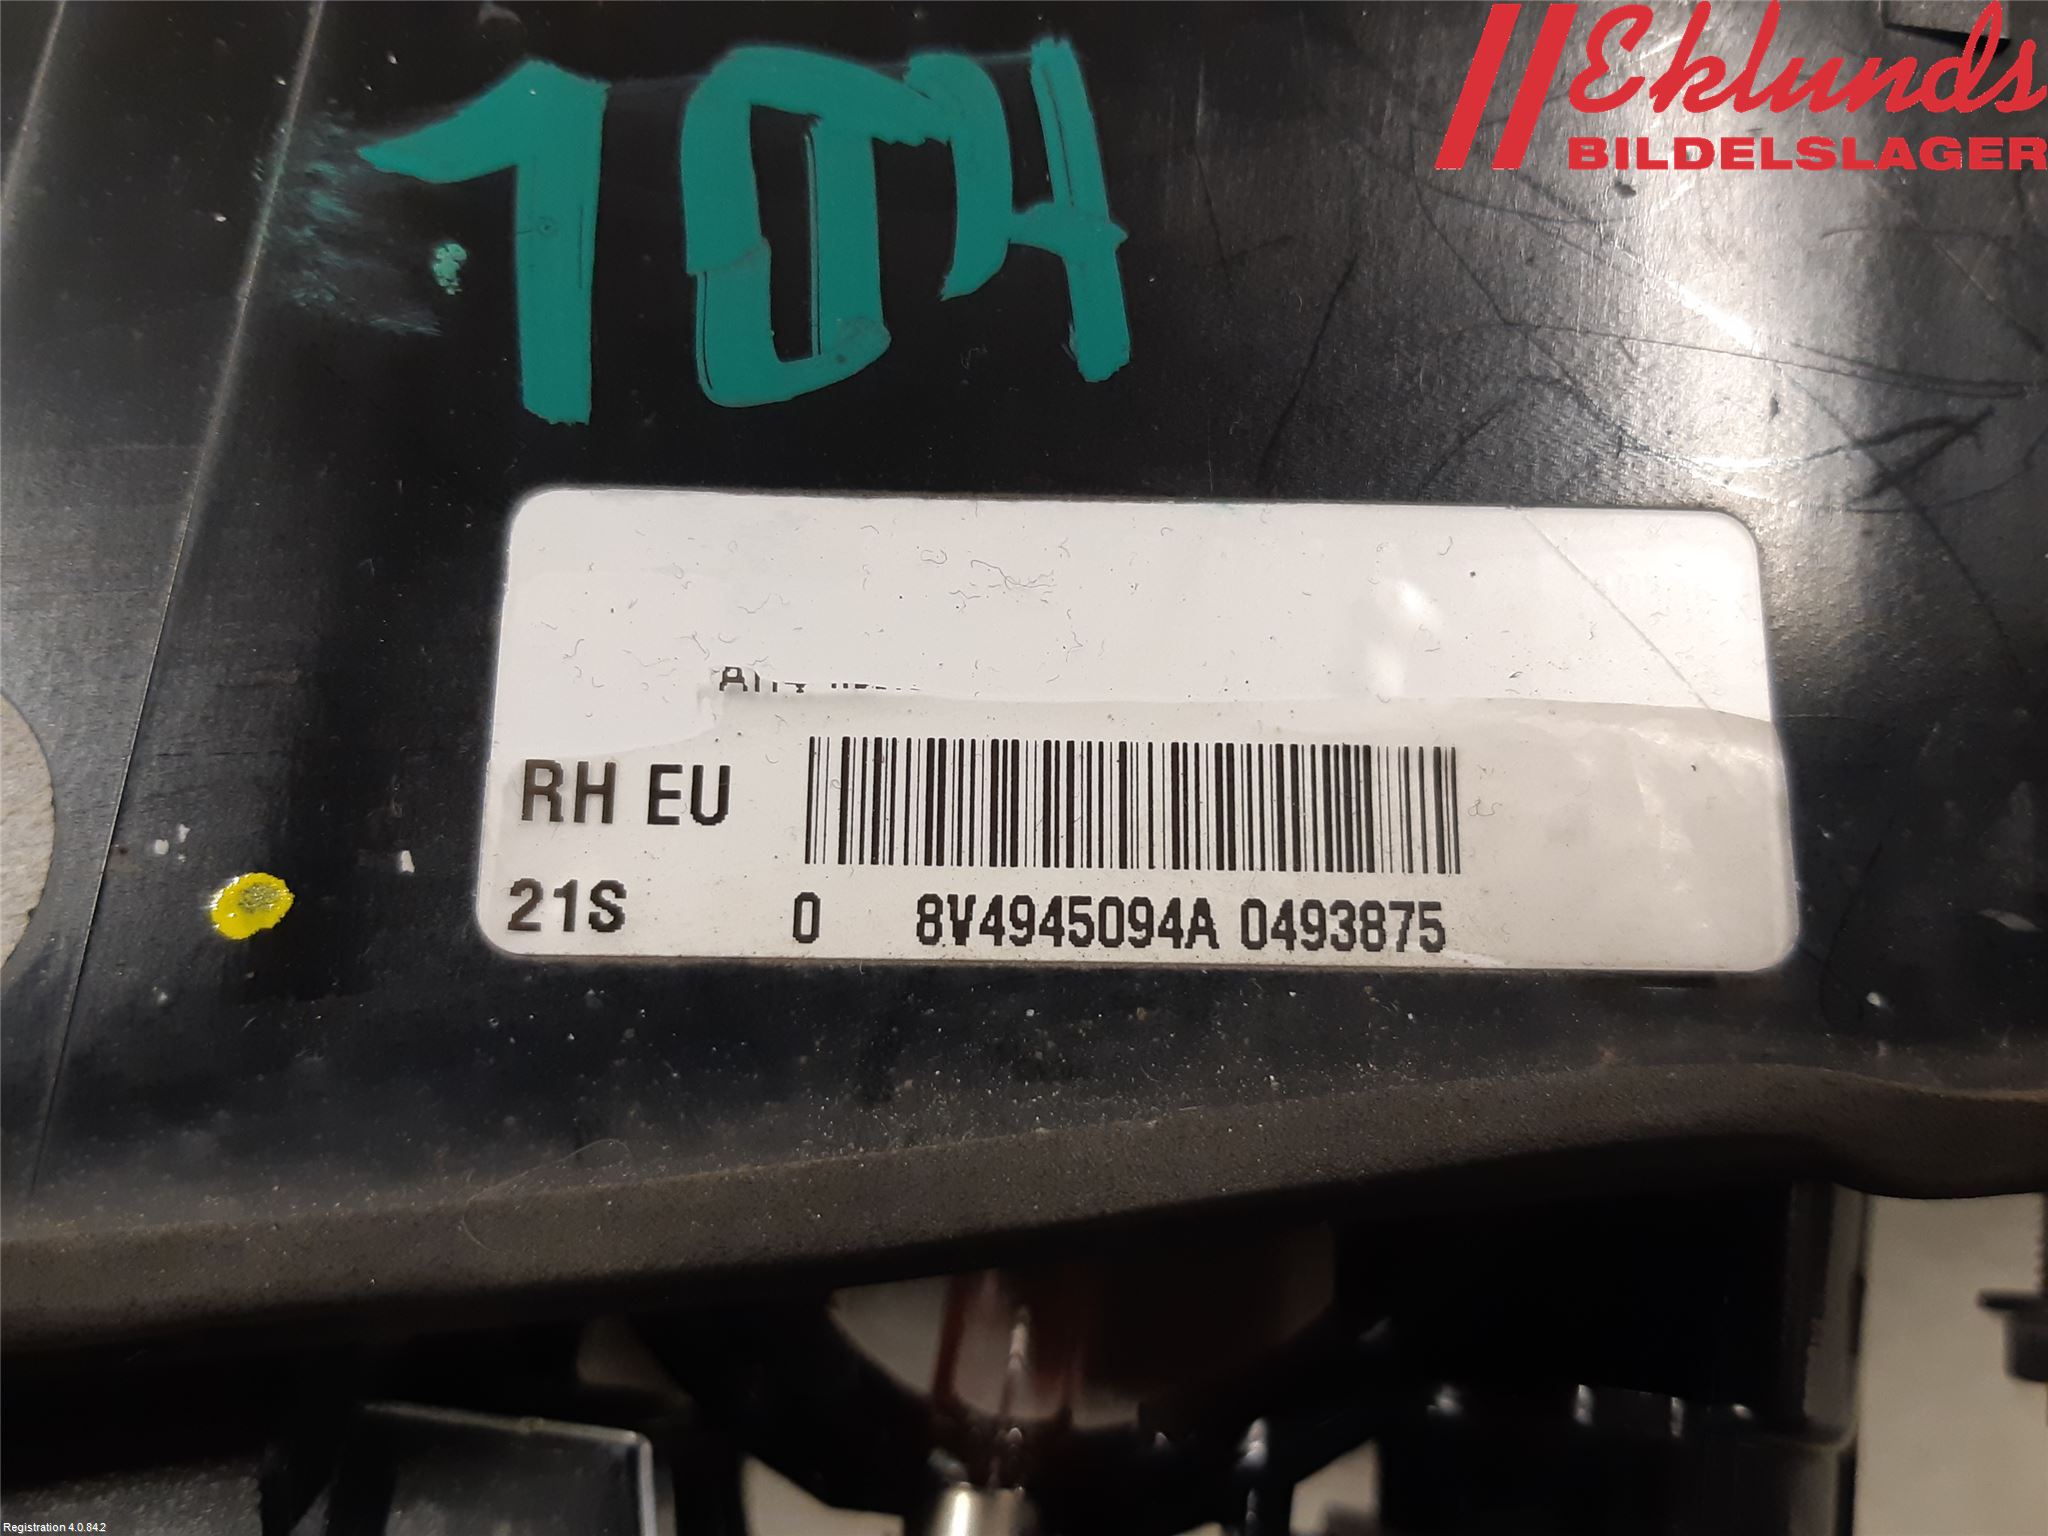 Eklunds
BILDELSLAGER
104
RH EU
21S 0 8V4945094A 0493875
Registration 4.0.84.2